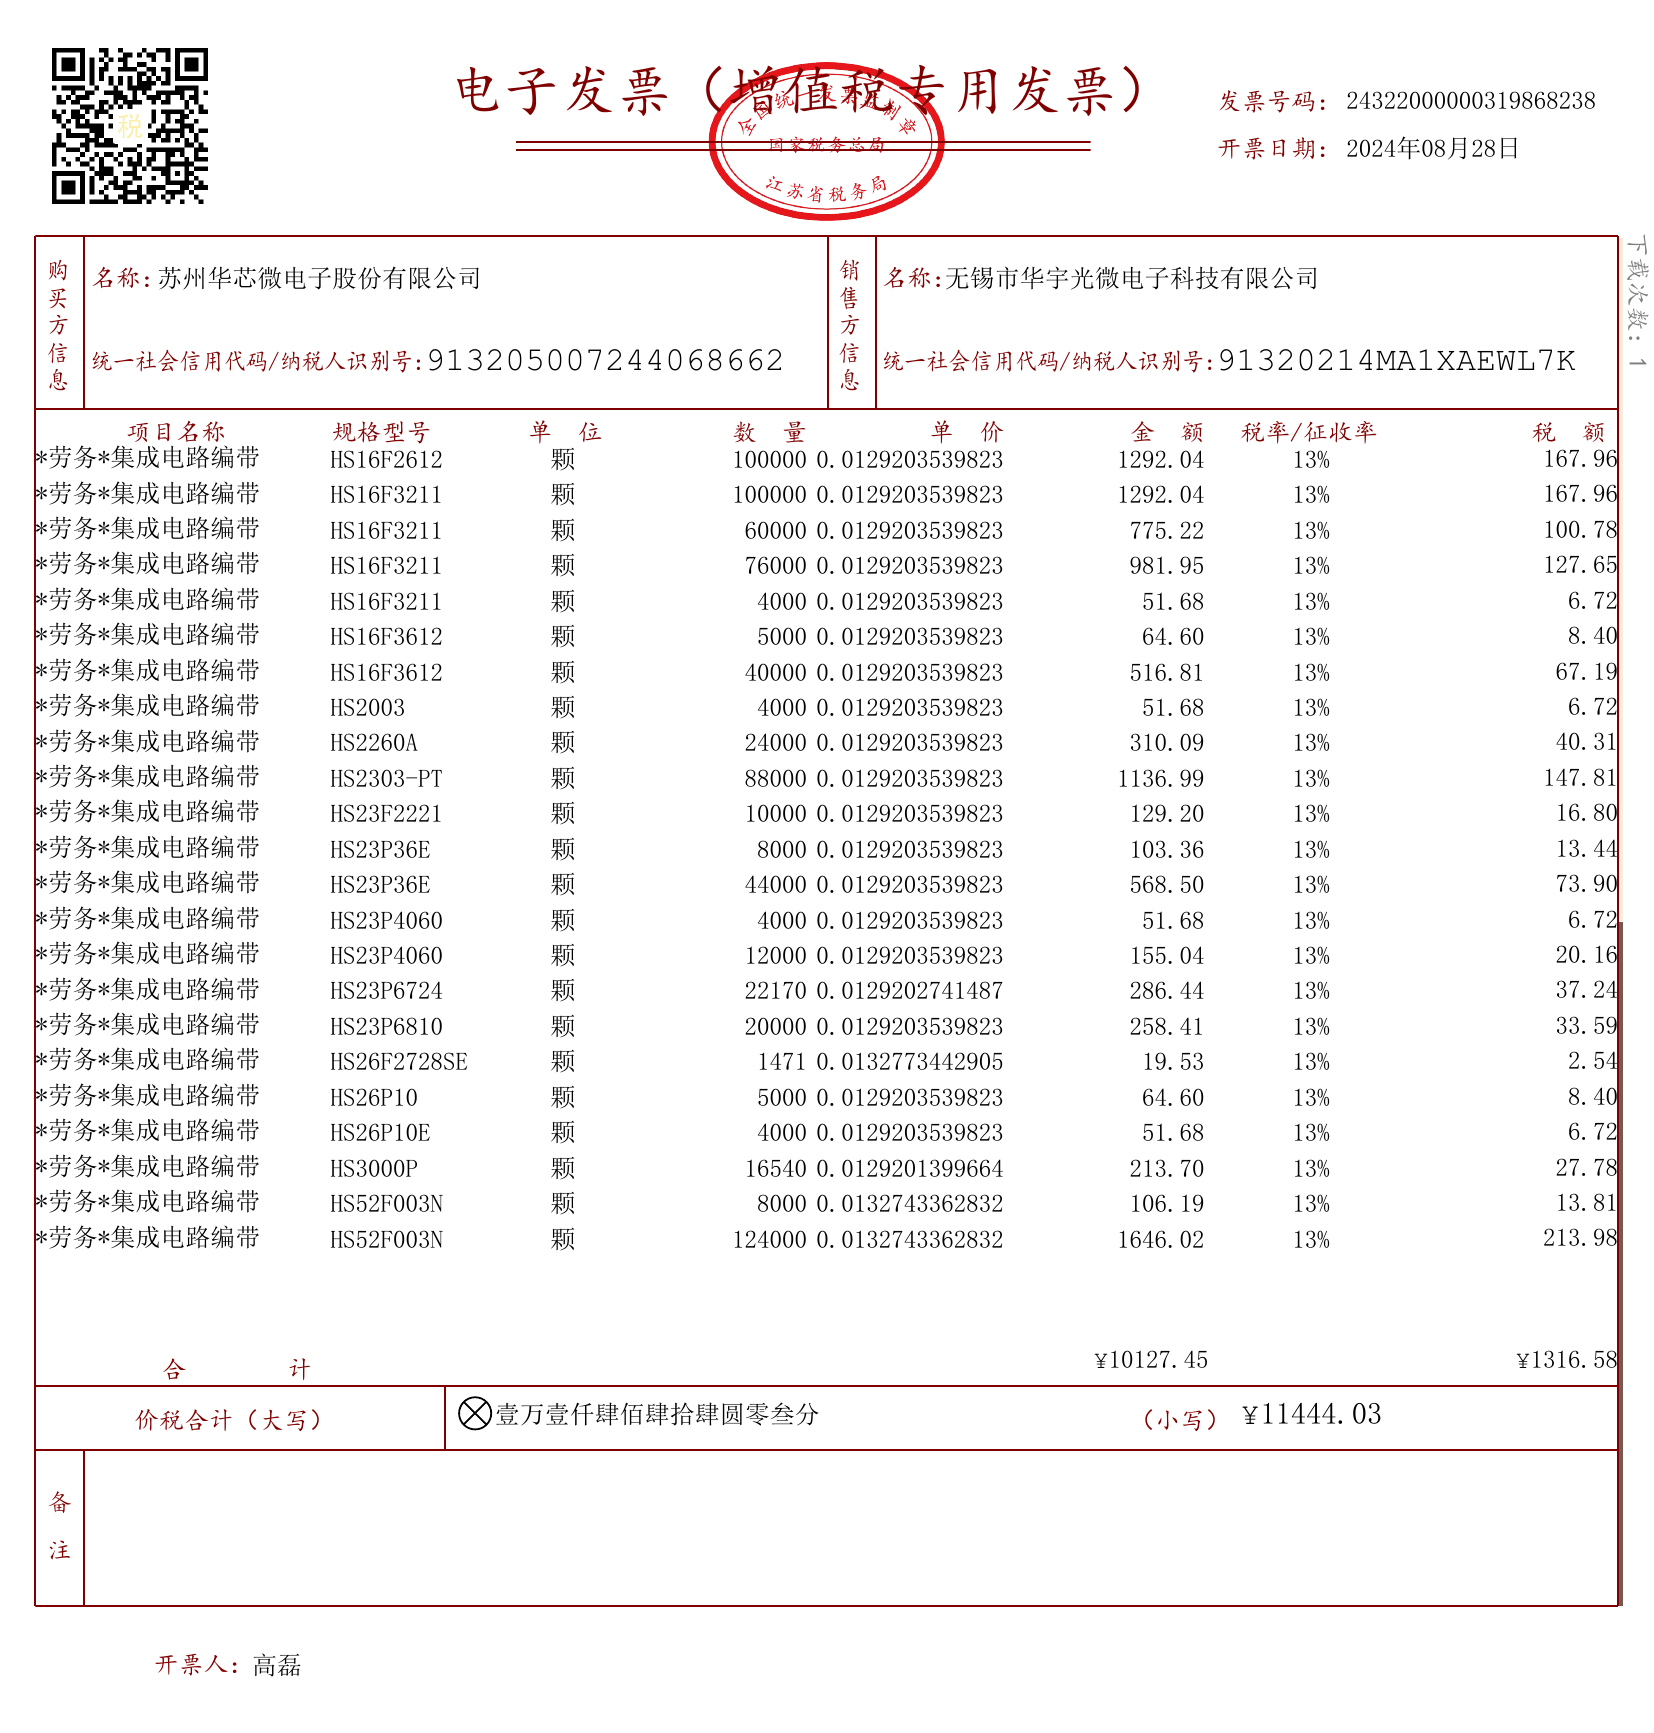 电子发票（增值税专用发票）
全国统一发票监制章
国家税务总局
江苏省税务局
税
发票号码：24322000000319868238
开票日期：2024年08月28日
下载次数：1
购买方信息
名称：苏州华芯微电子股份有限公司
统一社会信用代码/纳税人识别号：913205007244068662
销售方信息
名称：无锡市华宇光微电子科技有限公司
统一社会信用代码/纳税人识别号：91320214MA1XAEWL7K
项目名称 规格型号 单 位 数 量 单 价 金 额 税率/征收率 税 额
*劳务*集成电路编带 HS16F2612 颗 100000 0.0129203539823 1292.04 13% 167.96
*劳务*集成电路编带 HS16F3211 颗 100000 0.0129203539823 1292.04 13% 167.96
*劳务*集成电路编带 HS16F3211 颗 60000 0.0129203539823 775.22 13% 100.78
*劳务*集成电路编带 HS16F3211 颗 76000 0.0129203539823 981.95 13% 127.65
*劳务*集成电路编带 HS16F3211 颗 4000 0.0129203539823 51.68 13% 6.72
*劳务*集成电路编带 HS16F3612 颗 5000 0.0129203539823 64.60 13% 8.40
*劳务*集成电路编带 HS16F3612 颗 40000 0.0129203539823 516.81 13% 67.19
*劳务*集成电路编带 HS2003 颗 4000 0.0129203539823 51.68 13% 6.72
*劳务*集成电路编带 HS2260A 颗 24000 0.0129203539823 310.09 13% 40.31
*劳务*集成电路编带 HS2303-PT 颗 88000 0.0129203539823 1136.99 13% 147.81
*劳务*集成电路编带 HS23F2221 颗 10000 0.0129203539823 129.20 13% 16.80
*劳务*集成电路编带 HS23P36E 颗 8000 0.0129203539823 103.36 13% 13.44
*劳务*集成电路编带 HS23P36E 颗 44000 0.0129203539823 568.50 13% 73.90
*劳务*集成电路编带 HS23P4060 颗 4000 0.0129203539823 51.68 13% 6.72
*劳务*集成电路编带 HS23P4060 颗 12000 0.0129203539823 155.04 13% 20.16
*劳务*集成电路编带 HS23P6724 颗 22170 0.0129202741487 286.44 13% 37.24
*劳务*集成电路编带 HS23P6810 颗 20000 0.0129203539823 258.41 13% 33.59
*劳务*集成电路编带 HS26F2728SE 颗 1471 0.0132773442905 19.53 13% 2.54
*劳务*集成电路编带 HS26P10 颗 5000 0.0129203539823 64.60 13% 8.40
*劳务*集成电路编带 HS26P10E 颗 4000 0.0129203539823 51.68 13% 6.72
*劳务*集成电路编带 HS3000P 颗 16540 0.0129201399664 213.70 13% 27.78
*劳务*集成电路编带 HS52F003N 颗 8000 0.0132743362832 106.19 13% 13.81
*劳务*集成电路编带 HS52F003N 颗 124000 0.0132743362832 1646.02 13% 213.98
合 计 ¥10127.45 ¥1316.58
价税合计（大写） 壹万壹仟肆佰肆拾肆圆零叁分 （小写） ¥11444.03
备注
开票人：高磊